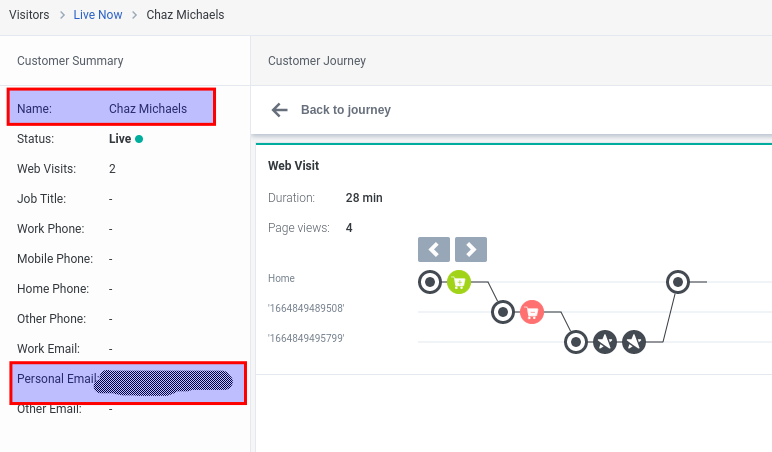 Visitors > Live Now > Chaz Michaels
Customer Summary
Name: Chaz Michaels
Status: Live
Web Visits: 2
Job Title: -
Work Phone: -
Mobile Phone: -
Home Phone: -
Other Phone: -
Work Email: -
Personal Email:
Other Email: -
Customer Journey
Back to journey
Web Visit
Duration: 28 min
Page views: 4
Home
'1664849489508'
'1664849495799'